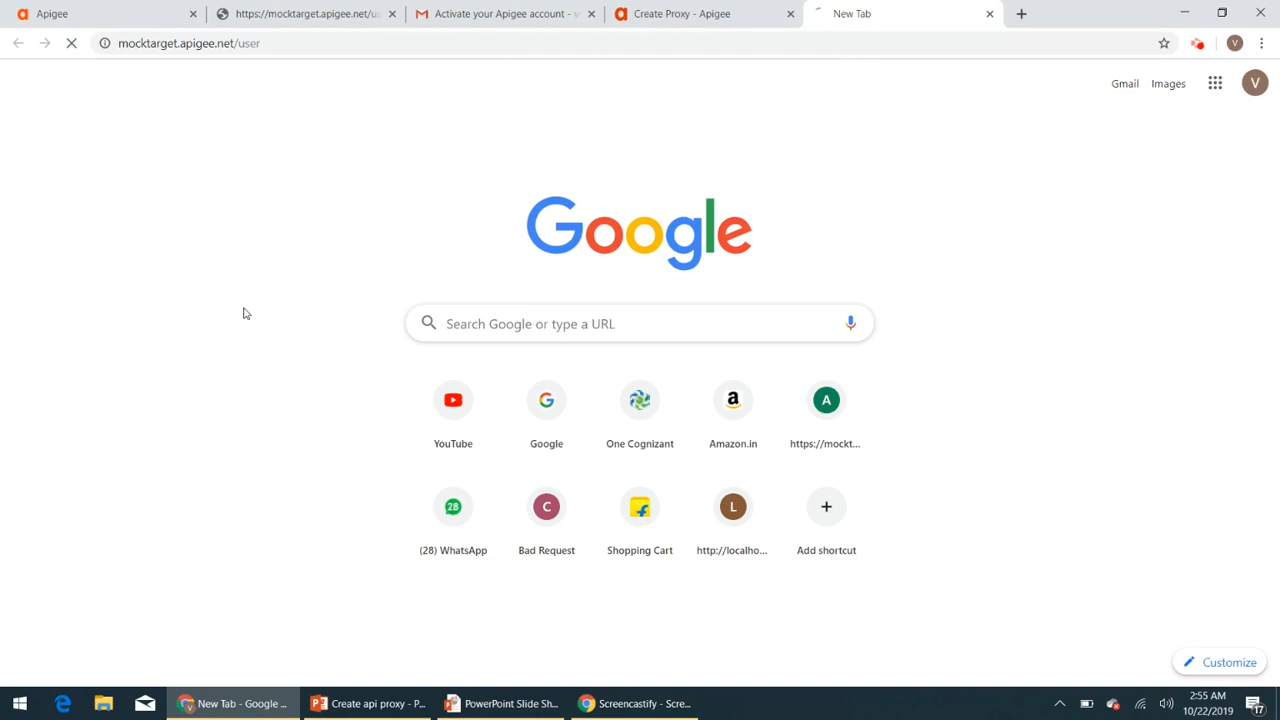 Apigee
https://mocktarget.apigee.net/us
Activate your Apigee account - v
Create Proxy - Apigee
New Tab
mocktarget.apigee.net/user
V
Gmail Images
V
Google
Search Google or type a URL
YouTube
Google
One Cognizant
Amazon.in
A
https://mockt...
28
(28) WhatsApp
C
Bad Request
Shopping Cart
L
http://localho...
Add shortcut
Customize
New Tab - Google ...
Create api proxy - P...
PowerPoint Slide Sh...
Screencastify - Scre...
2:55 AM
10/22/2019
17